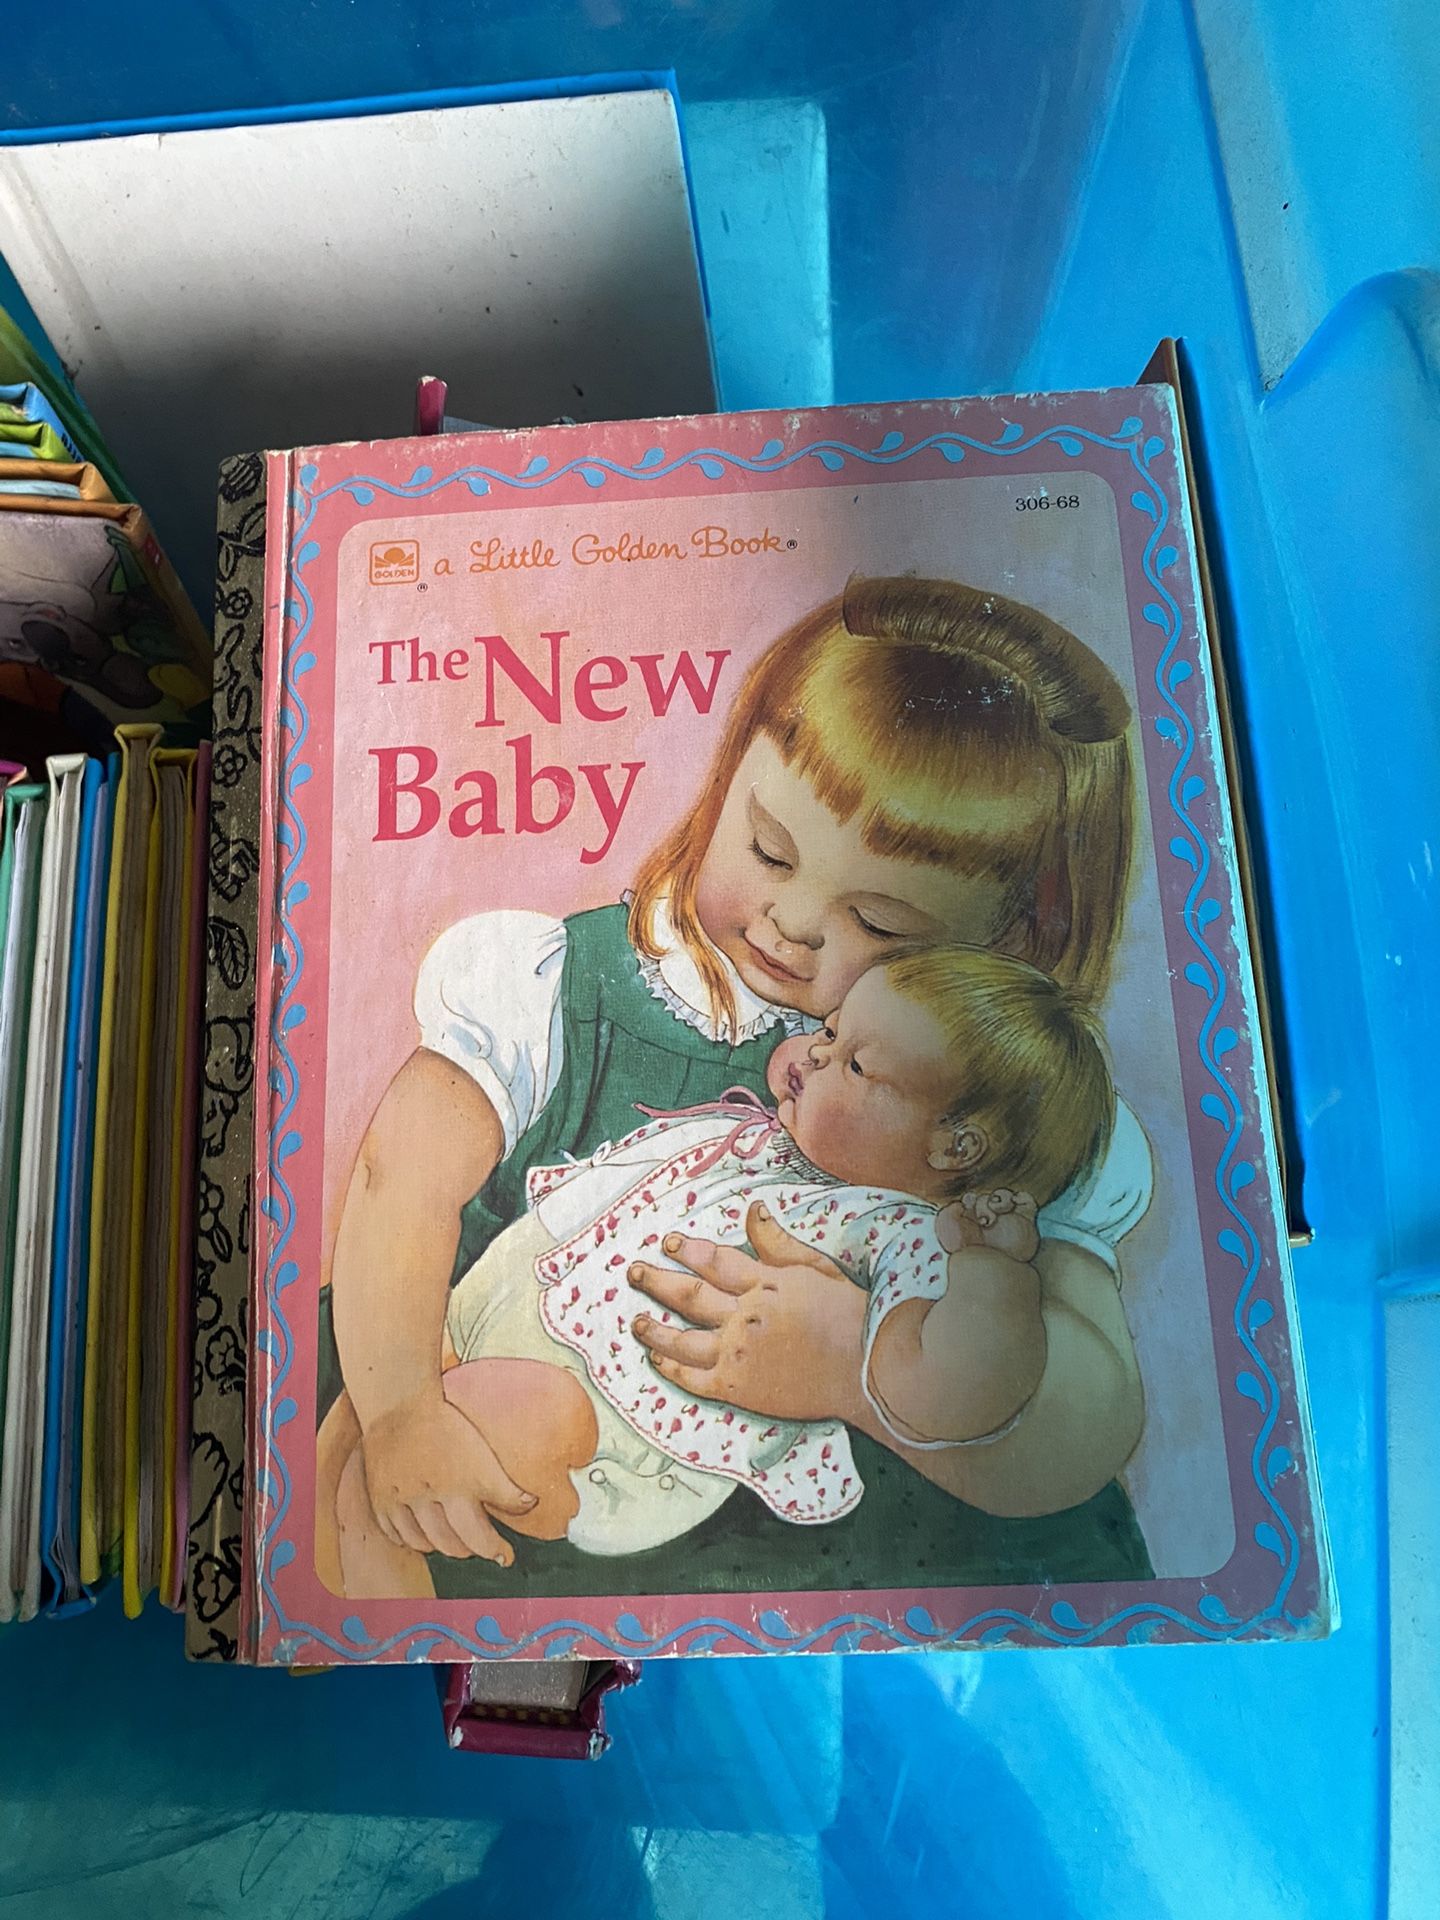 306-68
GOLDEN® a Little Golden Book®
The New
Baby